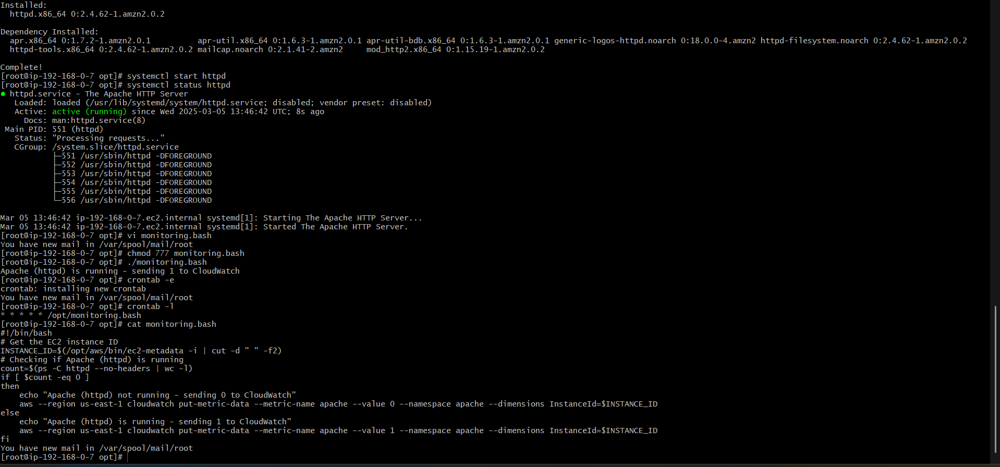 Installed:
  httpd.x86_64 0:2.4.62-1.amzn2.0.2

Dependency Installed:
  apr.x86_64 0:1.7.2-1.amzn2.0.1          apr-util.x86_64 0:1.6.3-1.amzn2.0.1 apr-util-bdb.x86_64 0:1.6.3-1.amzn2.0.1 generic-logos-httpd.noarch 0:18.0.0-4.amzn2 httpd-filesystem.noarch 0:2.4.62-1.amzn2.0.2
  httpd-tools.x86_64 0:2.4.62-1.amzn2.0.2 mailcap.noarch 0:2.1.41-2.amzn2     mod_http2.x86_64 0:1.15.19-1.amzn2.0.2

Complete!
[root@ip-192-168-0-7 opt]# systemctl start httpd
[root@ip-192-168-0-7 opt]# systemctl status httpd
● httpd.service - The Apache HTTP Server
   Loaded: loaded (/usr/lib/systemd/system/httpd.service; disabled; vendor preset: disabled)
   Active: active (running) since Wed 2025-03-05 13:46:42 UTC; 8s ago
     Docs: man:httpd.service(8)
 Main PID: 551 (httpd)
   Status: "Processing requests..."
   CGroup: /system.slice/httpd.service
           ├─551 /usr/sbin/httpd -DFOREGROUND
           ├─552 /usr/sbin/httpd -DFOREGROUND
           ├─553 /usr/sbin/httpd -DFOREGROUND
           ├─554 /usr/sbin/httpd -DFOREGROUND
           ├─555 /usr/sbin/httpd -DFOREGROUND
           └─556 /usr/sbin/httpd -DFOREGROUND

Mar 05 13:46:42 ip-192-168-0-7.ec2.internal systemd[1]: Starting The Apache HTTP Server...
Mar 05 13:46:42 ip-192-168-0-7.ec2.internal systemd[1]: Started The Apache HTTP Server.
[root@ip-192-168-0-7 opt]# vi monitoring.bash
You have new mail in /var/spool/mail/root
[root@ip-192-168-0-7 opt]# chmod 777 monitoring.bash
[root@ip-192-168-0-7 opt]# ./monitoring.bash
Apache (httpd) is running - sending 1 to CloudWatch
[root@ip-192-168-0-7 opt]# crontab -e
crontab: installing new crontab
You have new mail in /var/spool/mail/root
[root@ip-192-168-0-7 opt]# crontab -l
* * * * * /opt/monitoring.bash
[root@ip-192-168-0-7 opt]# cat monitoring.bash
#!/bin/bash
# Get the EC2 instance ID
INSTANCE_ID=$(/opt/aws/bin/ec2-metadata -i | cut -d " " -f2)
# Checking if Apache (httpd) is running
count=$(ps -C httpd --no-headers | wc -l)
if [ $count -eq 0 ]
then
    echo "Apache (httpd) not running - sending 0 to CloudWatch"
    aws --region us-east-1 cloudwatch put-metric-data --metric-name apache --value 0 --namespace apache --dimensions InstanceId=$INSTANCE_ID
else
    echo "Apache (httpd) is running - sending 1 to CloudWatch"
    aws --region us-east-1 cloudwatch put-metric-data --metric-name apache --value 1 --namespace apache --dimensions InstanceId=$INSTANCE_ID
fi
You have new mail in /var/spool/mail/root
[root@ip-192-168-0-7 opt]#